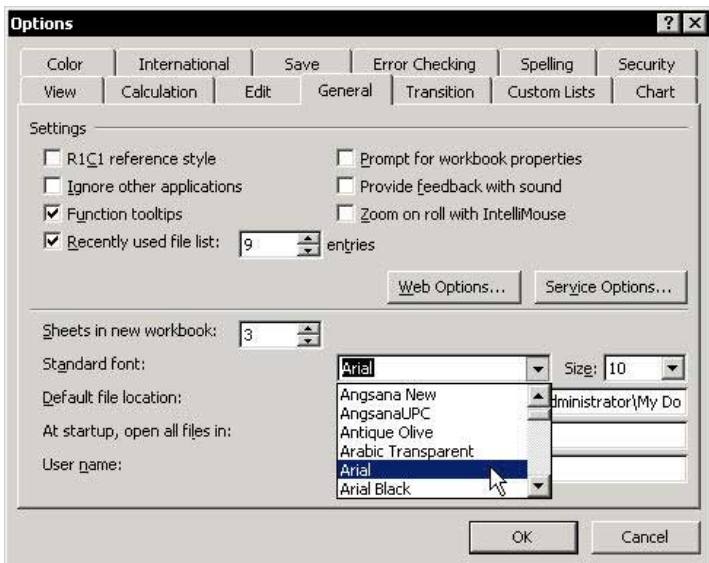 Options
Color International Save Error Checking Spelling Security
View Calculation Edit General Transition Custom Lists Chart
Settings
R1C1 reference style Prompt for workbook properties
Ignore other applications Provide feedback with sound
Function tooltips Zoom on roll with IntelliMouse
Recently used file list: 9 entries
Web Options... Service Options...
Sheets in new workbook: 3
Standard font: Arial Size: 10
Default file location: Angsana New dministrator\My Do
AngsanaUPC
At startup, open all files in: Antique Olive
Arabic Transparent
User name: Arial
Arial Black
OK Cancel